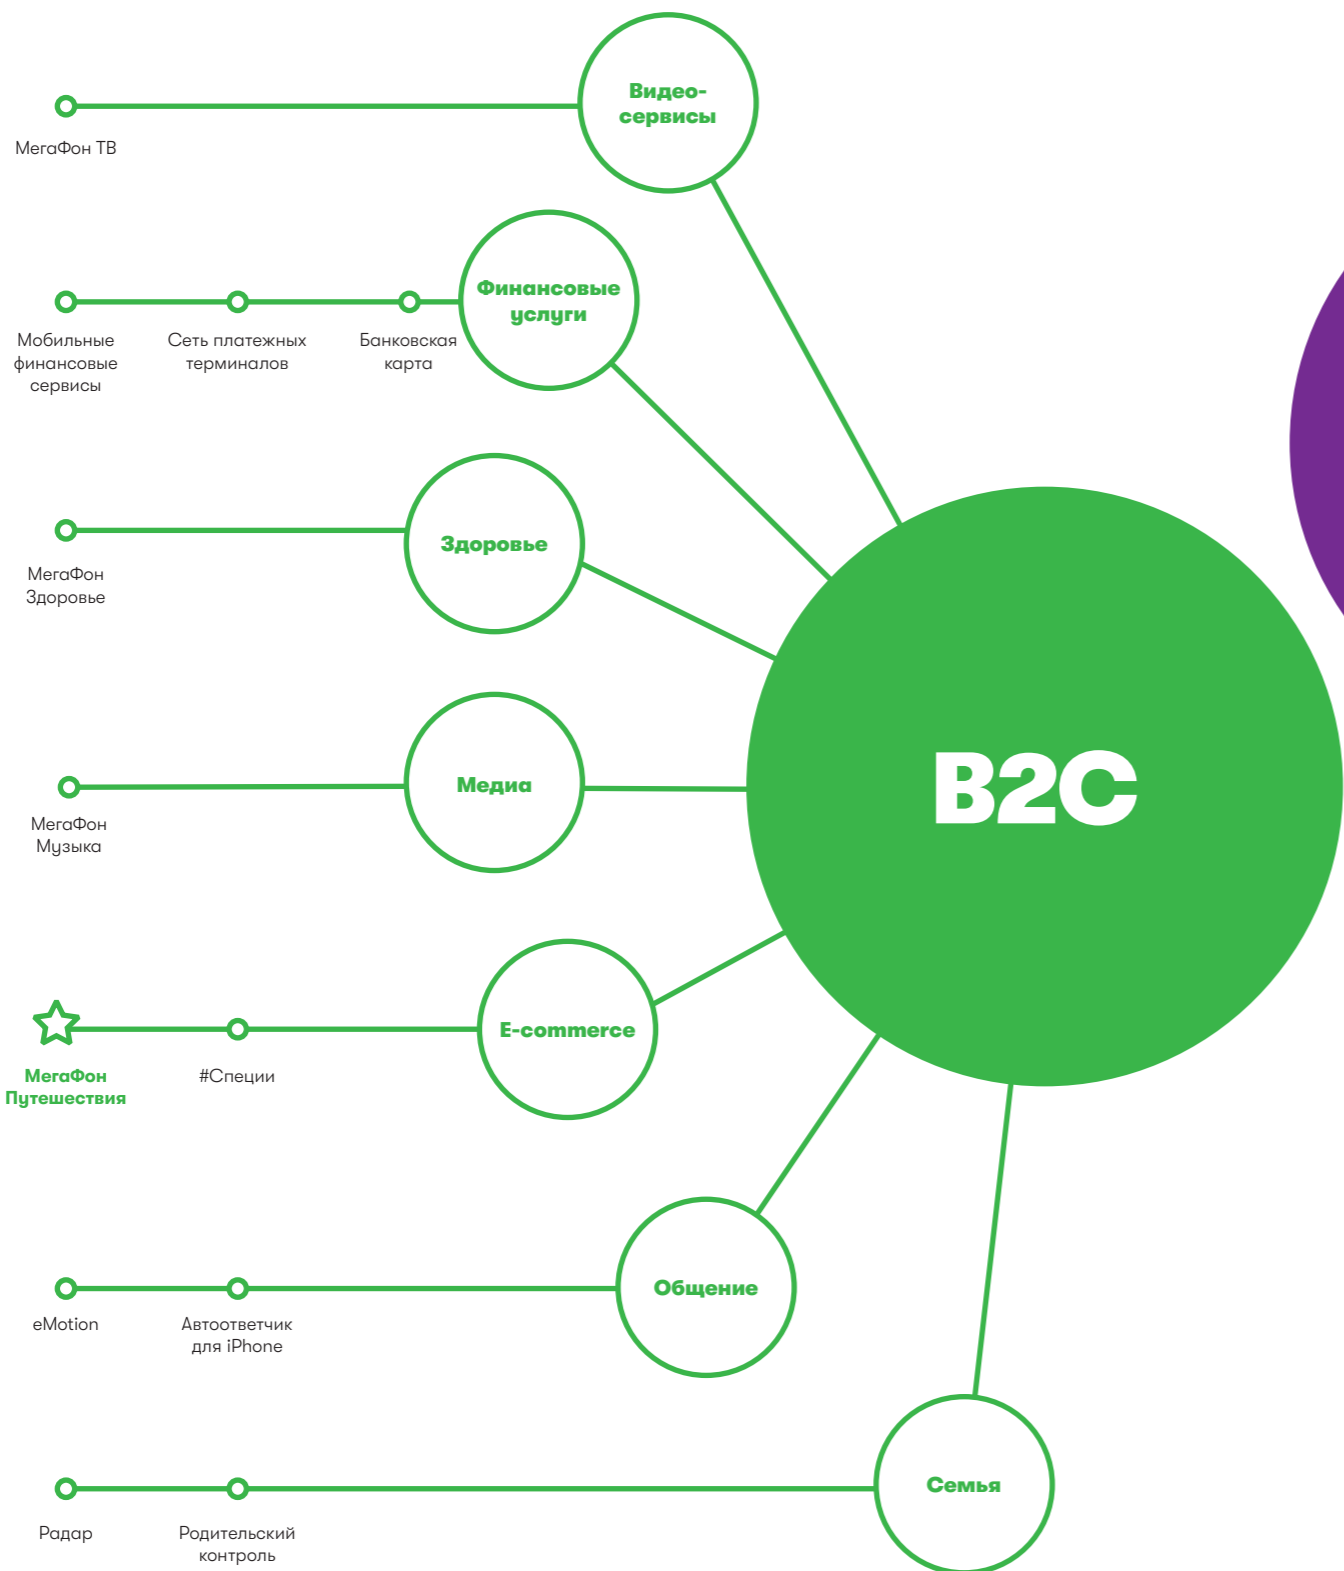 Видео-
сервисы
МегаФон ТВ
Финансовые
услуги
Мобильные
финансовые
сервисы
Сеть платежных
терминалов
Банковская
карта
Здоровье
МегаФон
Здоровье
Медиа
МегаФон
Музыка
B2C
E-commerce
МегаФон
Путешествия
#Специи
Общение
eMotion
Автоответчик
для iPhone
Семья
Радар
Родительский
контроль